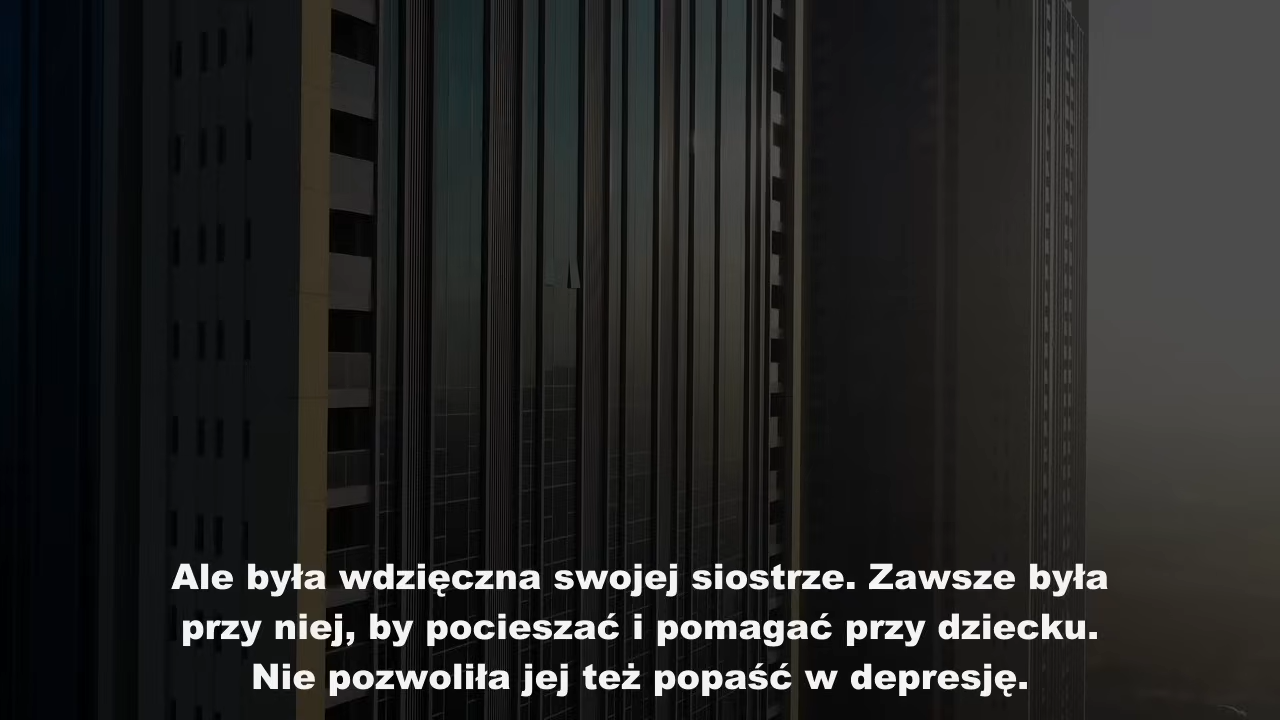 Ale była wdzięczna swojej siostrze. Zawsze była
przy niej, by pocieszać i pomagać przy dziecku.
Nie pozwoliła jej też popaść w depresję.